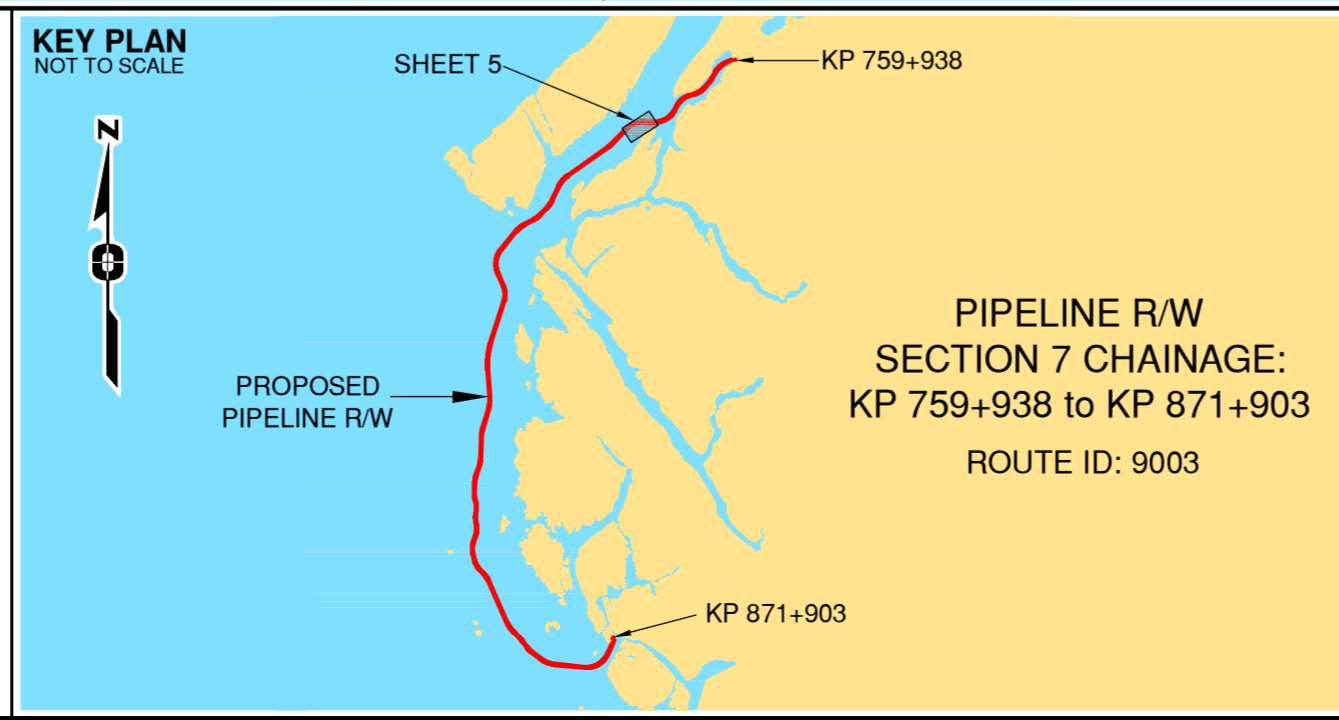 KEY PLAN
NOT TO SCALE
N
SHEET 5
KP 759+938
PROPOSED
PIPELINE R/W
PIPELINE R/W
SECTION 7 CHAINAGE:
KP 759+938 to KP 871+903
ROUTE ID: 9003
KP 871+903